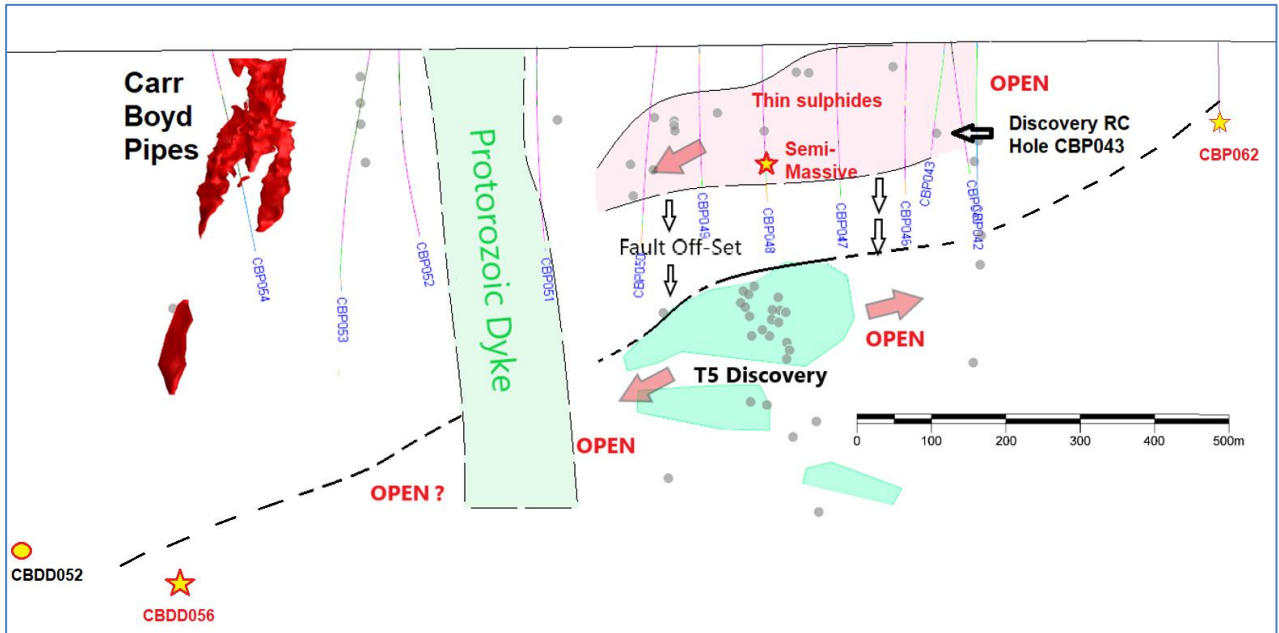 Carr
Boyd
Pipes
Protorozoic Dyke
Thin sulphides
Semi-
Massive
OPEN
Discovery RC
Hole CBP043
CBP062
CBP054
CBP053
CBP052
CBP051
CBP050
CBP049
CBP048
CBP047
CBP046
CBP043
CBP042
Fault Off-Set
OPEN
T5 Discovery
OPEN
OPEN ?
0 100 200 300 400 500m
CBDD052
CBDD056